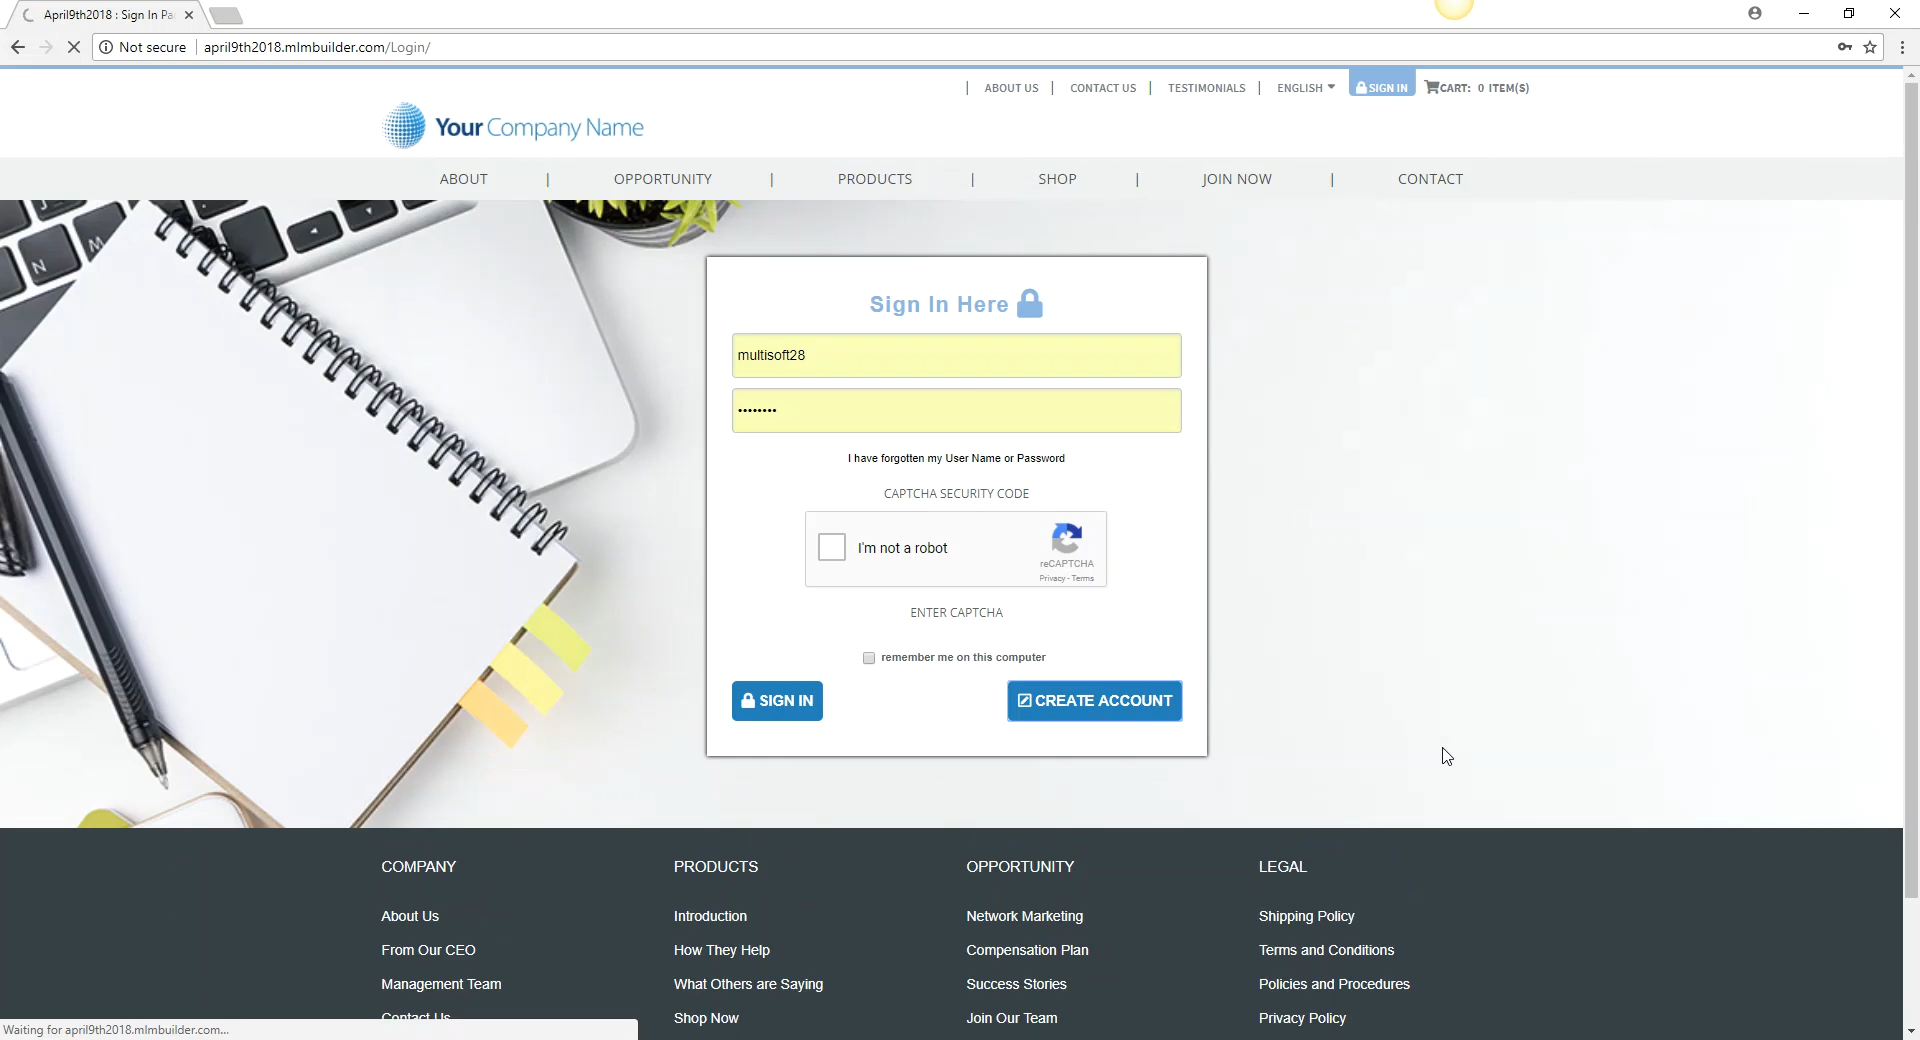 April9th2018 : Sign In Pa
Not secure | april9th2018.mlmbuilder.com/Login/
| ABOUT US | CONTACT US | TESTIMONIALS | ENGLISH SIGN IN CART: 0 ITEM(S)
Your Company Name
ABOUT | OPPORTUNITY | PRODUCTS | SHOP | JOIN NOW | CONTACT
N M J
Sign In Here
multisoft28
••••••••
I have forgotten my User Name or Password
CAPTCHA SECURITY CODE
I'm not a robot
reCAPTCHA
Privacy - Terms
ENTER CAPTCHA
remember me on this computer
SIGN IN CREATE ACCOUNT
COMPANY PRODUCTS OPPORTUNITY LEGAL
About Us Introduction Network Marketing Shipping Policy
From Our CEO How They Help Compensation Plan Terms and Conditions
Management Team What Others are Saying Success Stories Policies and Procedures
Contact Us Shop Now Join Our Team Privacy Policy
Waiting for april9th2018.mlmbuilder.com...